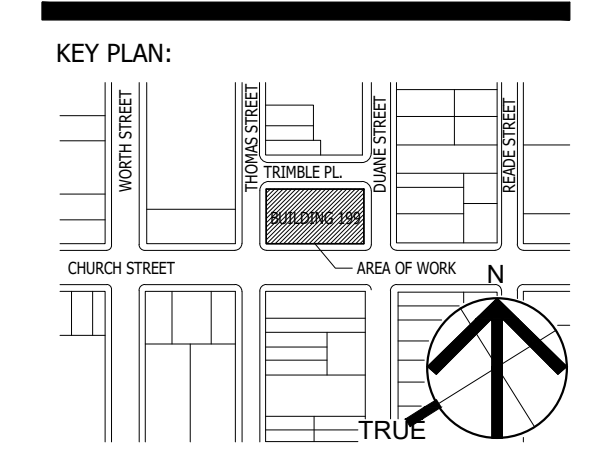 KEY PLAN:
WORTH STREET
THOMAS STREET
TRIMBLE PL.
DUANE STREET
READE STREET
BUILDING 199
CHURCH STREET
AREA OF WORK
N
TRUE